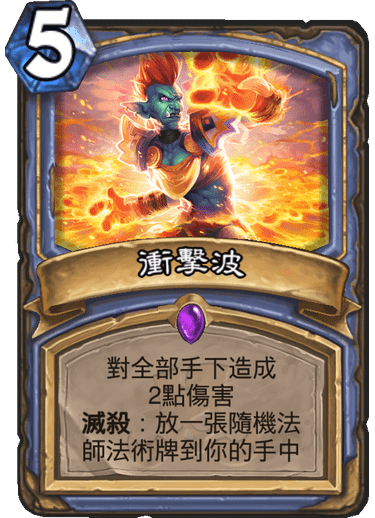 5
衝擊波
對全部手下造成
2點傷害
滅殺：放一張隨機法
師法術牌到你的手中